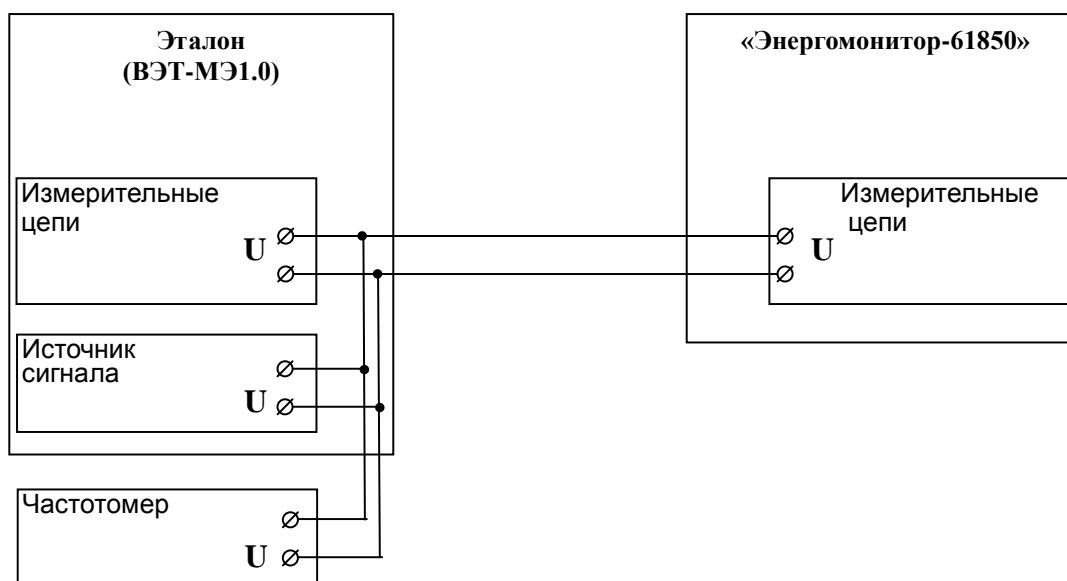 Эталон
(ВЭТ-МЭ1.0)
Измерительные
цепи
U
Источник
сигнала
U
Частотомер
U
«Энергомонитор-61850»
Измерительные
цепи
U